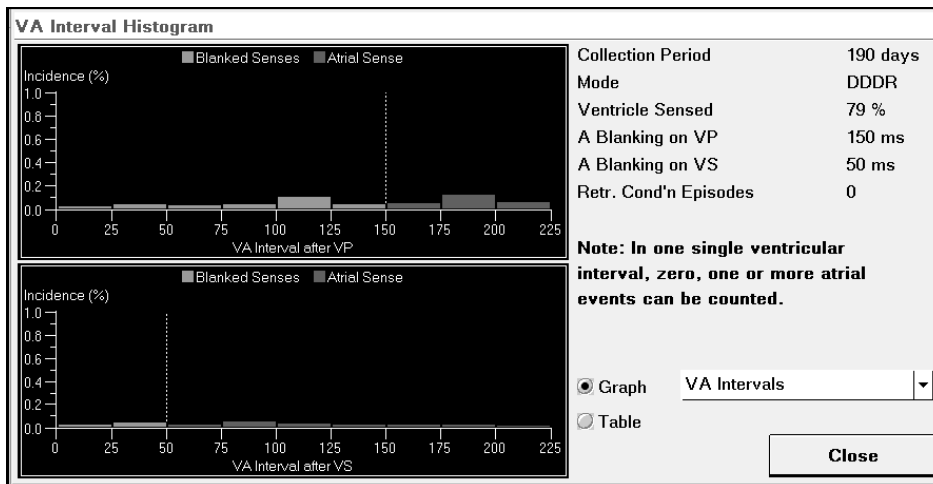 VA Interval Histogram
Blanked Senses Atrial Sense
Incidence (%)
1.0
0.8
0.6
0.4
0.2
0.0
0 25 50 75 100 125 150 175 200 225
VA Interval after VP
Blanked Senses Atrial Sense
Incidence (%)
1.0
0.8
0.6
0.4
0.2
0.0
0 25 50 75 100 125 150 175 200 225
VA Interval after VS
Collection Period 190 days
Mode DDDR
Ventricle Sensed 79 %
A Blanking on VP 150 ms
A Blanking on VS 50 ms
Retr. Cond'n Episodes 0
Note: In one single ventricular
interval, zero, one or more atrial
events can be counted.
Graph VA Intervals
Table
Close